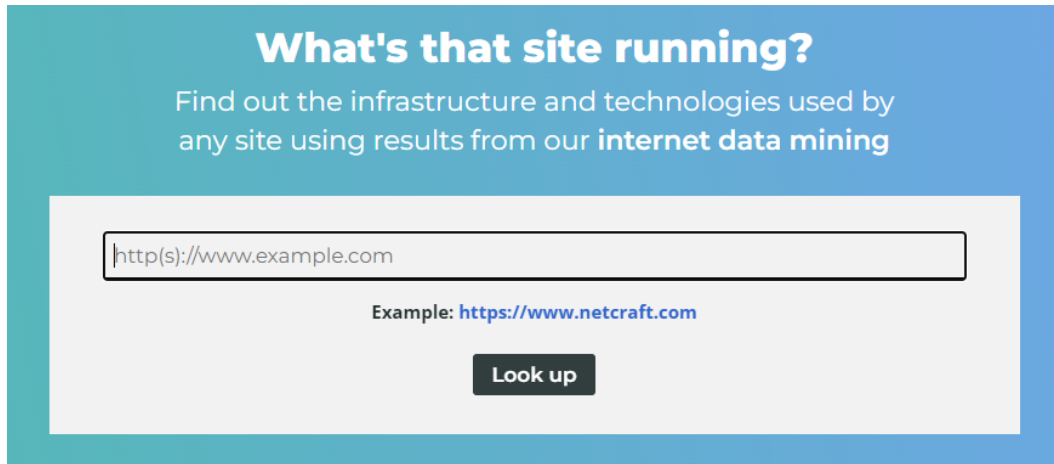 What's that site running?
Find out the infrastructure and technologies used by
any site using results from our internet data mining
http(s)://www.example.com
Example: https://www.netcraft.com
Look up